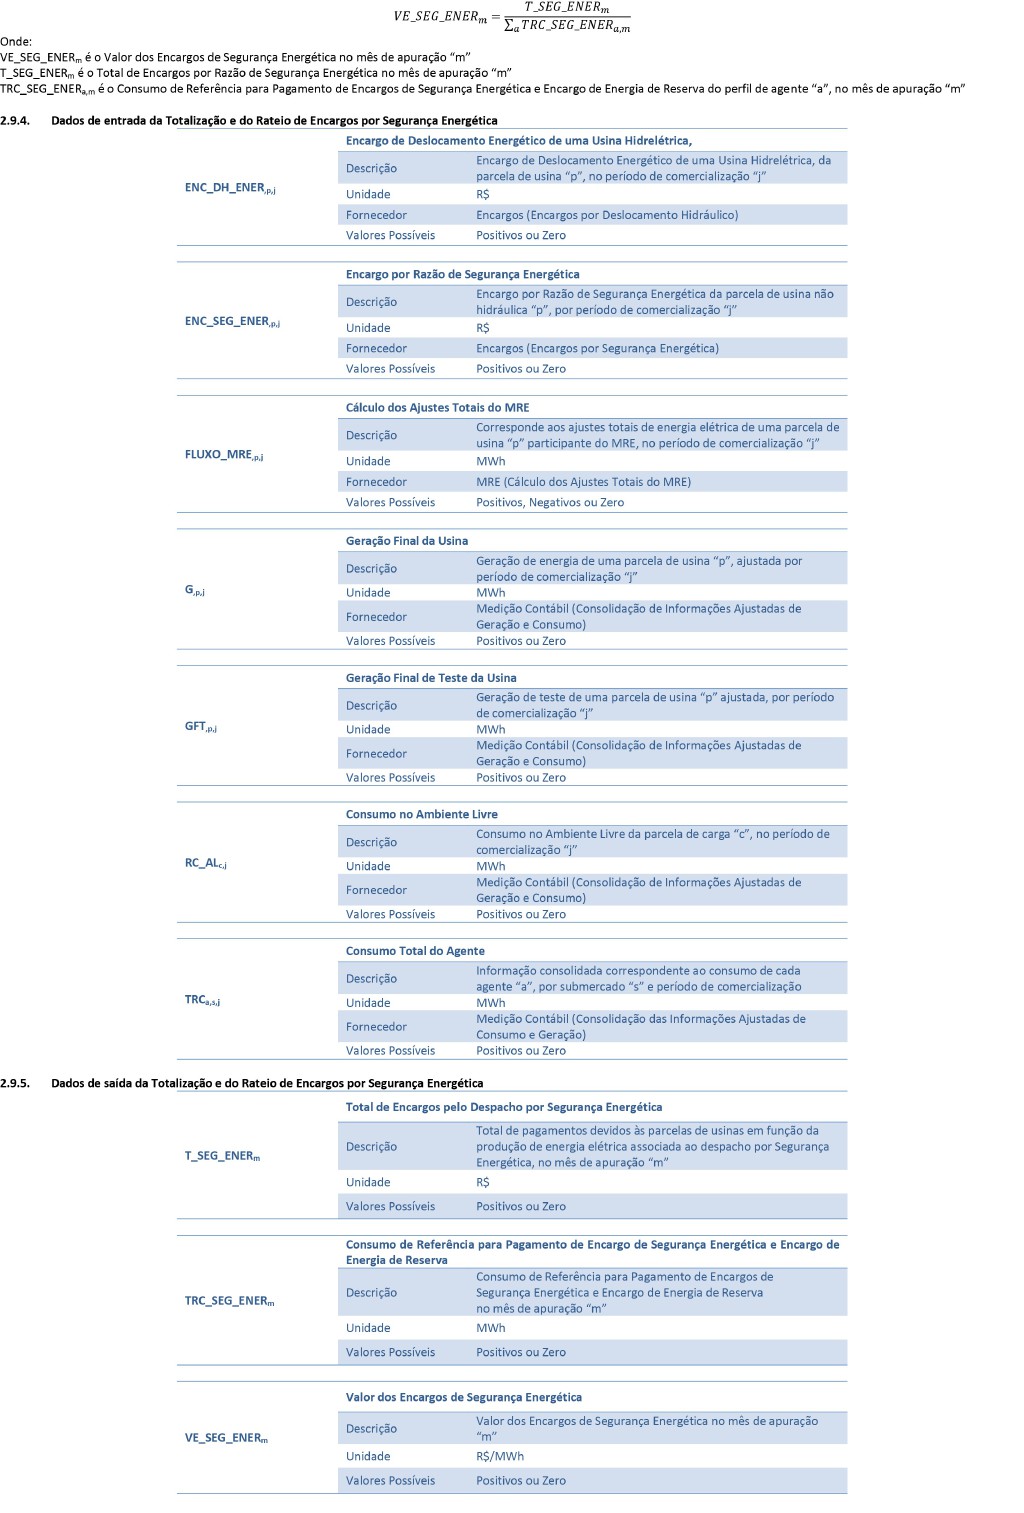 VE_SEG_ENERm = T_SEG_ENERm / ∑a TRC_SEG_ENERa,m
Onde:
VE_SEG_ENERm é o Valor dos Encargos de Segurança Energética no mês de apuração “m”
T_SEG_ENERm é o Total de Encargos por Razão de Segurança Energética no mês de apuração “m”
TRC_SEG_ENERa,m é o Consumo de Referência para Pagamento de Encargos de Segurança Energética e Encargo de Energia de Reserva do perfil de agente “a”, no mês de apuração “m”
2.9.4. Dados de entrada da Totalização e do Rateio de Encargos por Segurança Energética
ENC_DH_ENER,p,j
Encargo de Deslocamento Energético de uma Usina Hidrelétrica,
Descrição Encargo de Deslocamento Energético de uma Usina Hidrelétrica, da
parcela de usina “p”, no período de comercialização “j”
Unidade R$
Fornecedor Encargos (Encargos por Deslocamento Hidráulico)
Valores Possíveis Positivos ou Zero
ENC_SEG_ENER,p,j
Encargo por Razão de Segurança Energética
Descrição Encargo por Razão de Segurança Energética da parcela de usina não
hidráulica “p”, por período de comercialização “j”
Unidade R$
Fornecedor Encargos (Encargos por Segurança Energética)
Valores Possíveis Positivos ou Zero
FLUXO_MRE,p,j
Cálculo dos Ajustes Totais do MRE
Descrição Corresponde aos ajustes totais de energia elétrica de uma parcela de
usina “p” participante do MRE, no período de comercialização “j”
Unidade MWh
Fornecedor MRE (Cálculo dos Ajustes Totais do MRE)
Valores Possíveis Positivos, Negativos ou Zero
G,p,j
Geração Final da Usina
Descrição Geração de energia de uma parcela de usina “p”, ajustada por
período de comercialização “j”
Unidade MWh
Fornecedor Medição Contábil (Consolidação de Informações Ajustadas de
Geração e Consumo)
Valores Possíveis Positivos ou Zero
GFT,p,j
Geração Final de Teste da Usina
Descrição Geração de teste de uma parcela de usina “p” ajustada, por período
de comercialização “j”
Unidade MWh
Fornecedor Medição Contábil (Consolidação de Informações Ajustadas de
Geração e Consumo)
Valores Possíveis Positivos ou Zero
RC_ALc,j
Consumo no Ambiente Livre
Descrição Consumo no Ambiente Livre da parcela de carga “c”, no período de
comercialização “j”
Unidade MWh
Fornecedor Medição Contábil (Consolidação de Informações Ajustadas de
Geração e Consumo)
Valores Possíveis Positivos ou Zero
TRCa,s,j
Consumo Total do Agente
Descrição Informação consolidada correspondente ao consumo de cada
agente “a”, por submercado “s” e período de comercialização
Unidade MWh
Fornecedor Medição Contábil (Consolidação das Informações Ajustadas de
Consumo e Geração)
Valores Possíveis Positivos ou Zero
2.9.5. Dados de saída da Totalização e do Rateio de Encargos por Segurança Energética
T_SEG_ENERm
Total de Encargos pelo Despacho por Segurança Energética
Descrição Total de pagamentos devidos às parcelas de usinas em função da
produção de energia elétrica associada ao despacho por Segurança
Energética, no mês de apuração “m”
Unidade R$
Valores Possíveis Positivos ou Zero
TRC_SEG_ENERm
Consumo de Referência para Pagamento de Encargo de Segurança Energética e Encargo de
Energia de Reserva
Descrição Consumo de Referência para Pagamento de Encargos de
Segurança Energética e Encargo de Energia de Reserva
no mês de apuração “m”
Unidade MWh
Valores Possíveis Positivos ou Zero
VE_SEG_ENERm
Valor dos Encargos de Segurança Energética
Descrição Valor dos Encargos de Segurança Energética no mês de apuração
“m”
Unidade R$/MWh
Valores Possíveis Positivos ou Zero